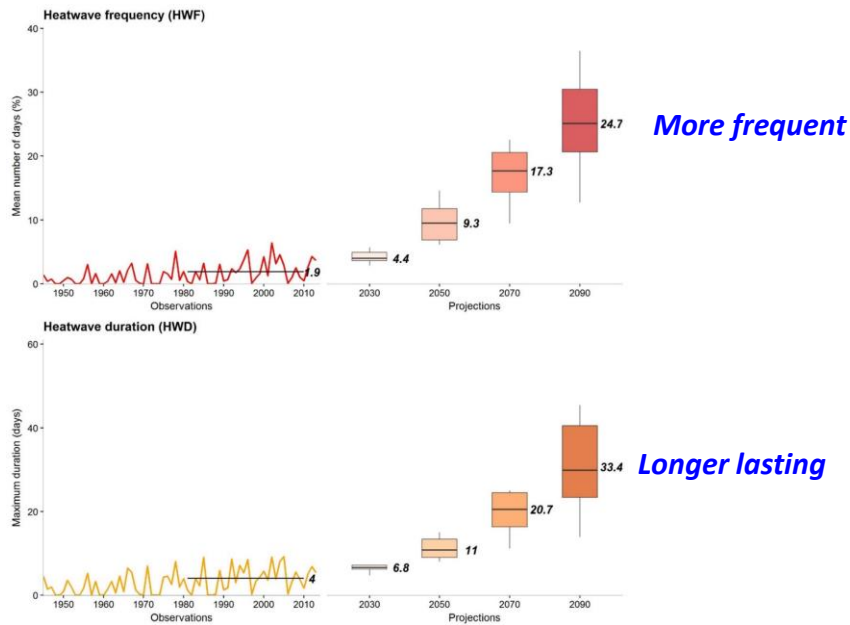 Heatwave frequency (HWF)
40
30
20
10
0
Mean number of days (%)
1.9
1950 1960 1970 1980 1990 2000 2010
Observations
4.4
9.3
17.3
24.7
2030 2050 2070 2090
Projections
More frequent
Heatwave duration (HWD)
60
40
20
0
Maximum duration (days)
4
1950 1960 1970 1980 1990 2000 2010
Observations
6.8
11
20.7
33.4
2030 2050 2070 2090
Projections
Longer lasting